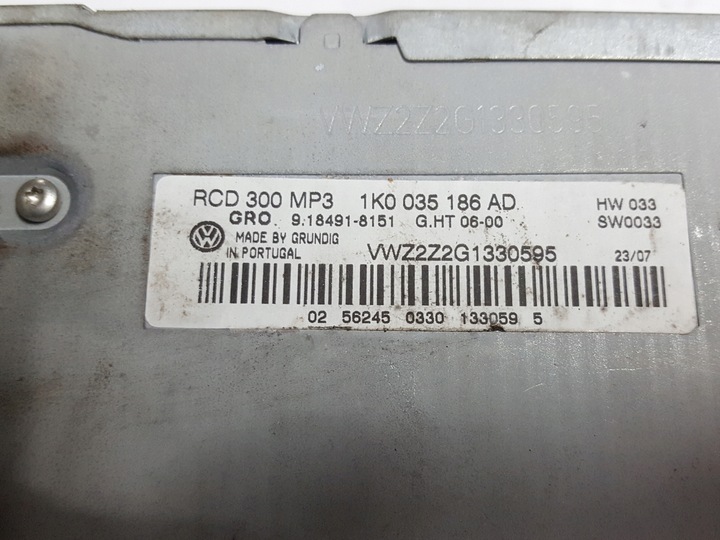 VWZ2Z2G1330595
RCD 300 MP3 1K0 035 186 AD HW 033
GRO. 9.18491-8151 G.HT 06-00 SW0033
MADE BY GRUNDIG
IN PORTUGAL VWZ2Z2G1330595 23/07
02 56245 0330 133059 5